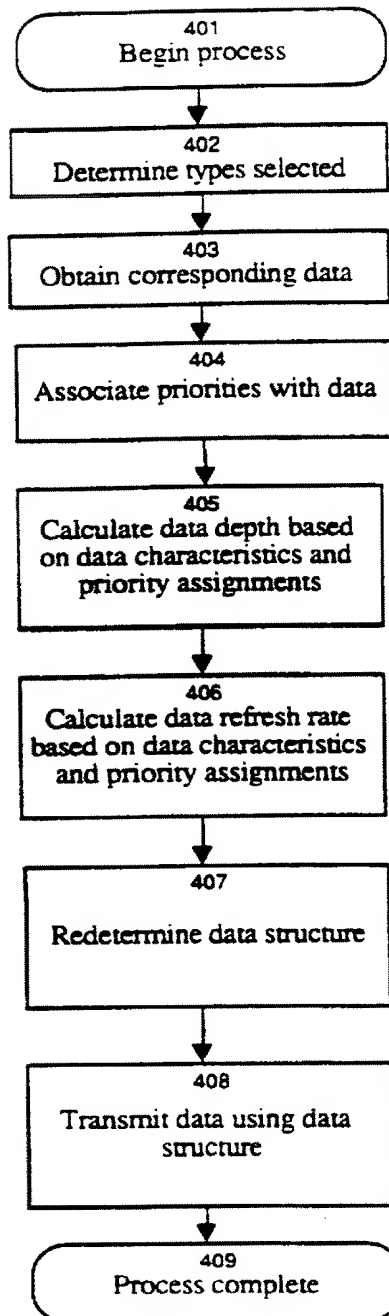 401
Begin process
402
Determine types selected
403
Obtain corresponding data
404
Associate priorities with data
405
Calculate data depth based
on data characteristics and
priority assignments
406
Calculate data refresh rate
based on data characteristics
and priority assignments
407
Redetermine data structure
408
Transmit data using data
structure
409
Process complete